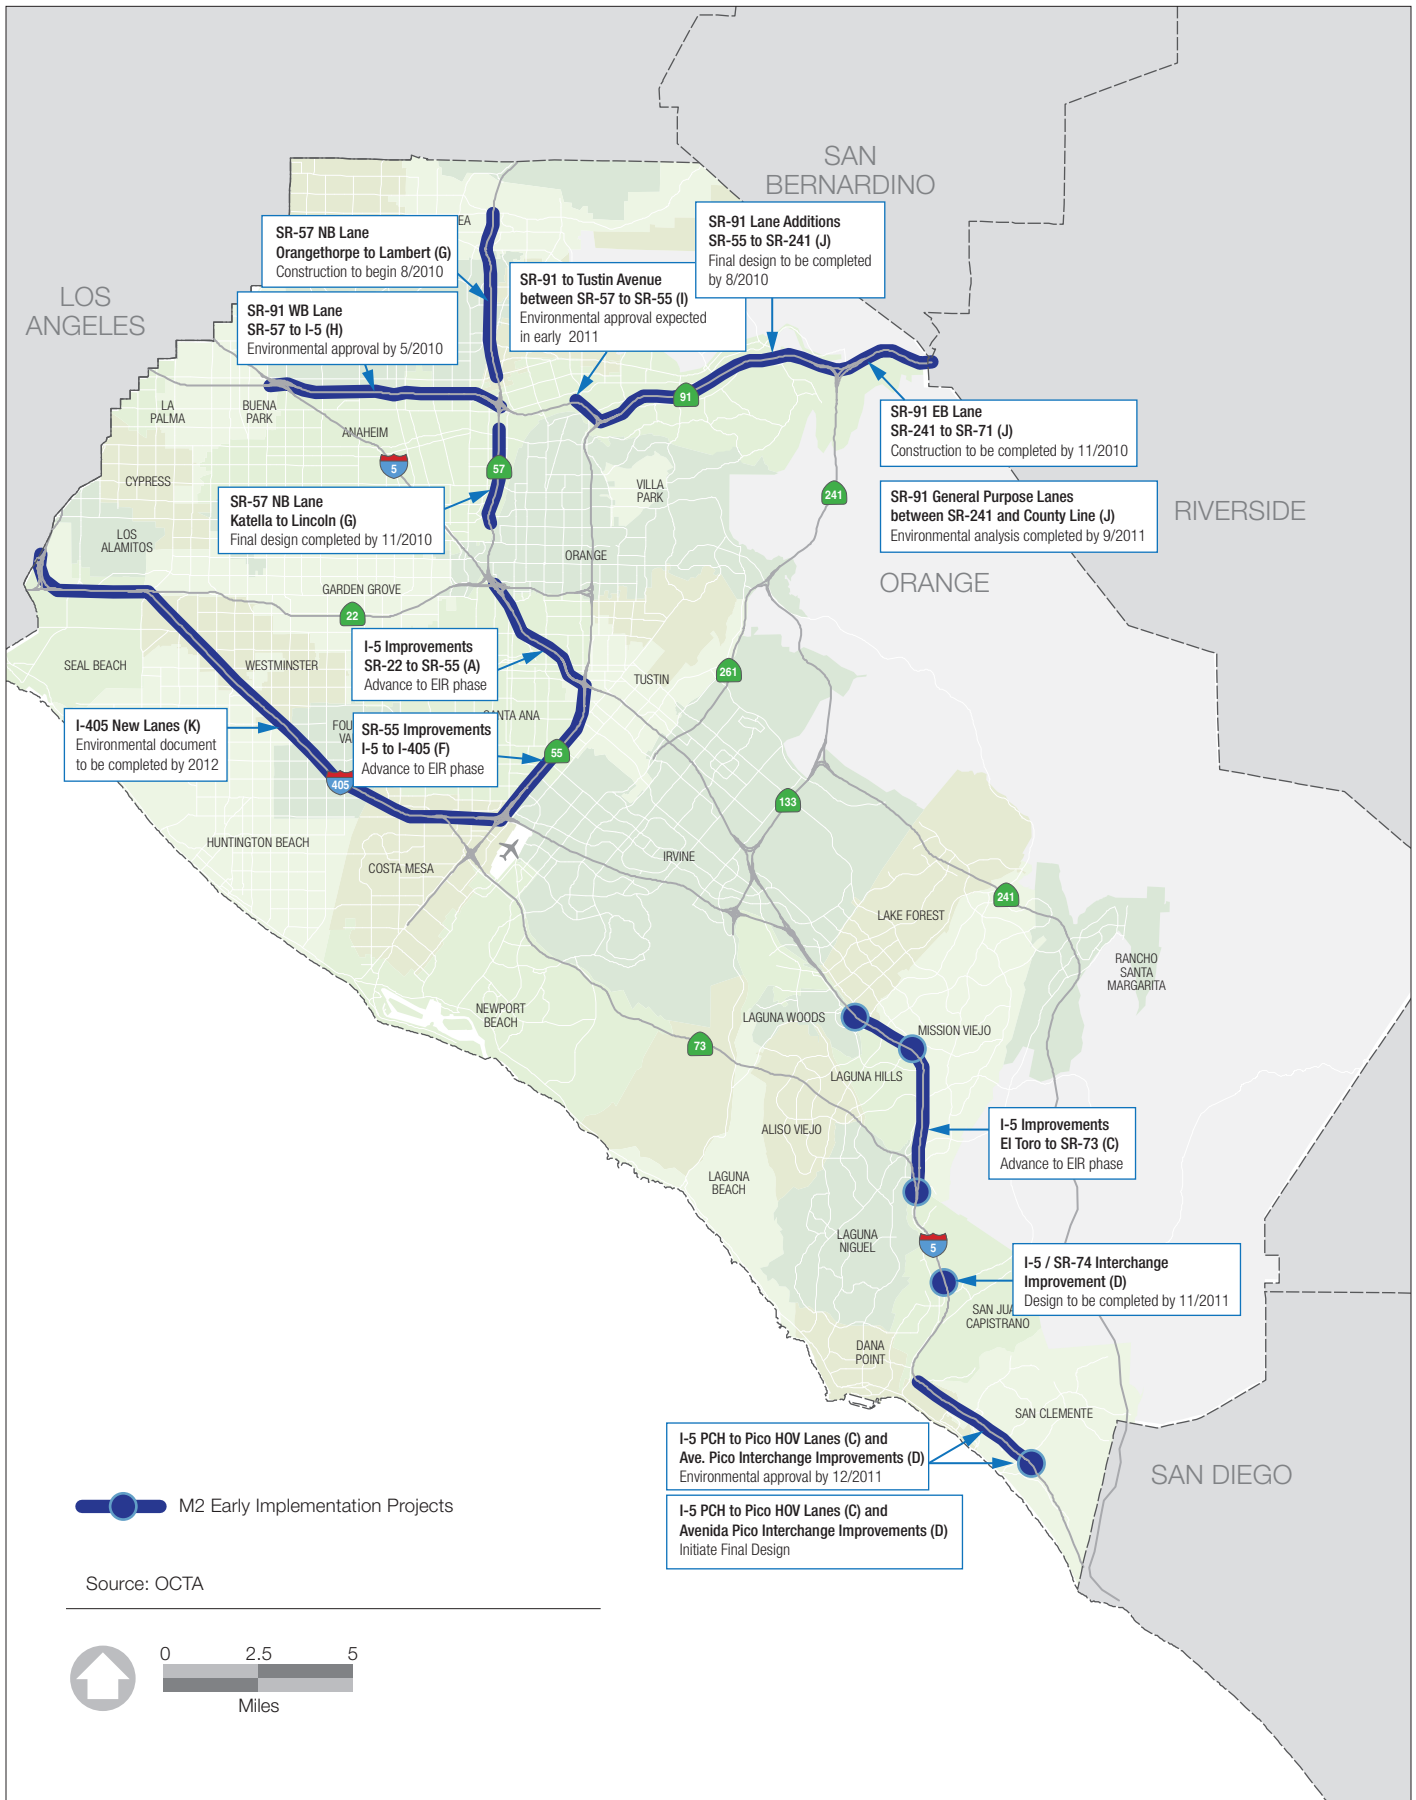 SAN
BERNARDINO
LOS
ANGELES
EA
SR-57 NB Lane
Orangethorpe to Lambert (G)
Construction to begin 8/2010
SR-91 Lane Additions
SR-55 to SR-241 (J)
Final design to be completed
by 8/2010
SR-91 to Tustin Avenue
between SR-57 to SR-55 (I)
Environmental approval expected
in early 2011
SR-91 WB Lane
SR-57 to I-5 (H)
Environmental approval by 5/2010
91
LA
PALMA
BUENA
PARK
ANAHEIM
SR-91 EB Lane
SR-241 to SR-71 (J)
Construction to be completed by 11/2010
5
57
CYPRESS
VILLA
PARK
241
SR-91 General Purpose Lanes
between SR-241 and County Line (J)
Environmental analysis completed by 9/2011
RIVERSIDE
SR-57 NB Lane
Katella to Lincoln (G)
Final design completed by 11/2010
LOS
ALAMITOS
ORANGE
ORANGE
GARDEN GROVE
22
I-5 Improvements
SR-22 to SR-55 (A)
Advance to EIR phase
SEAL BEACH
WESTMINSTER
261
TUSTIN
I-405 New Lanes (K)
Environmental document
to be completed by 2012
FOU
VA
SR-55 Improvements
I-5 to I-405 (F)
Advance to EIR phase
ANTA ANA
55
405
133
HUNTINGTON BEACH
COSTA MESA
IRVINE
LAKE FOREST
241
RANCHO
SANTA
MARGARITA
NEWPORT
BEACH
LAGUNA WOODS
MISSION VIEJO
73
LAGUNA HILLS
I-5 Improvements
El Toro to SR-73 (C)
Advance to EIR phase
ALISO VIEJO
LAGUNA
BEACH
LAGUNA
NIGUEL
5
I-5 / SR-74 Interchange
Improvement (D)
Design to be completed by 11/2011
SAN JUA
CAPISTRANO
DANA
POINT
SAN CLEMENTE
I-5 PCH to Pico HOV Lanes (C) and
Ave. Pico Interchange Improvements (D)
Environmental approval by 12/2011
SAN DIEGO
I-5 PCH to Pico HOV Lanes (C) and
Avenida Pico Interchange Improvements (D)
Initiate Final Design
M2 Early Implementation Projects
Source: OCTA
0 2.5 5
Miles